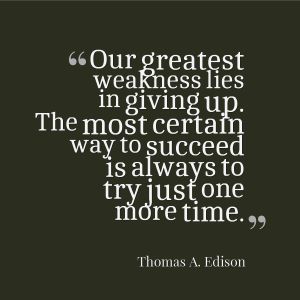 “Our greatest
weakness lies
in giving up.
The most certain
way to succeed
is always to
try just one
more time.”
Thomas A. Edison